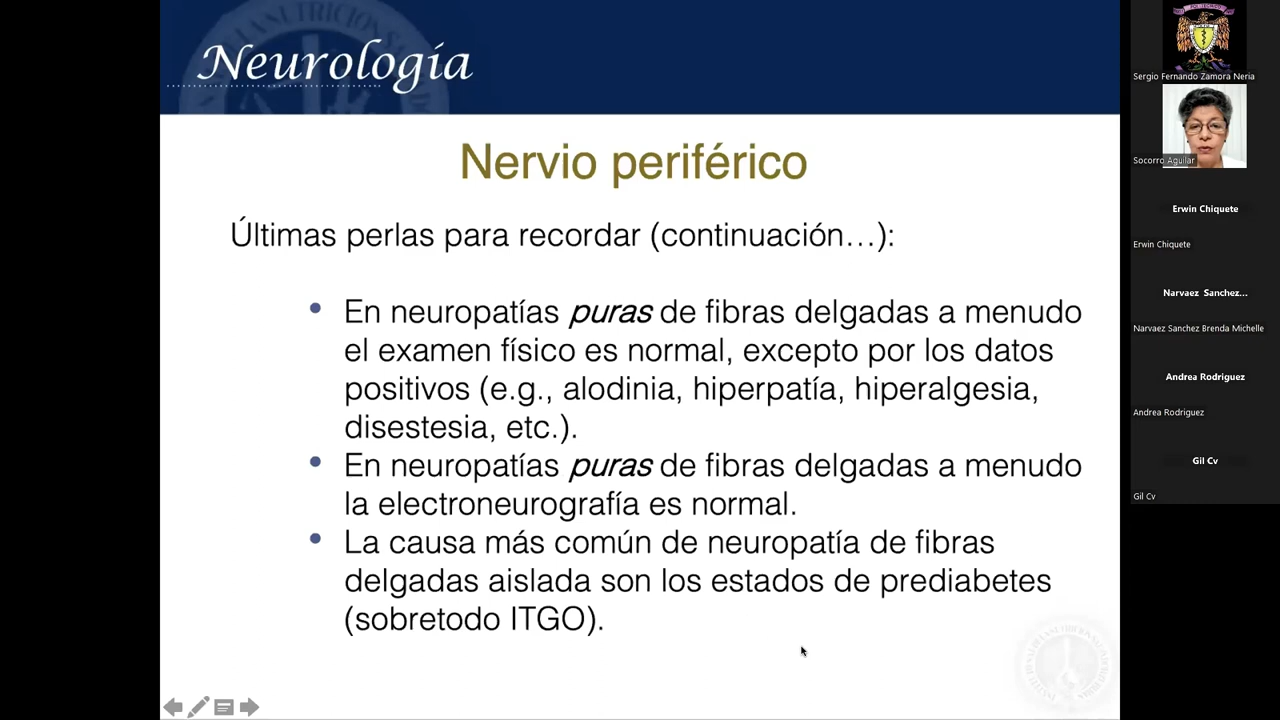 Neurología
Nervio periférico
Últimas perlas para recordar (continuación…):
En neuropatías puras de fibras delgadas a menudo
el examen físico es normal, excepto por los datos
positivos (e.g., alodinia, hiperpatía, hiperalgesia,
disestesia, etc.).
En neuropatías puras de fibras delgadas a menudo
la electroneurografía es normal.
La causa más común de neuropatía de fibras
delgadas aislada son los estados de prediabetes
(sobretodo ITGO).
Sergio Fernando Zamora Neria
Socorro Aguilar
Erwin Chiquete
Erwin Chiquete
Narvaez Sanchez...
Narvaez Sanchez Brenda Michelle
Andrea Rodriguez
Andrea Rodriguez
Gil Cv
Gil Cv